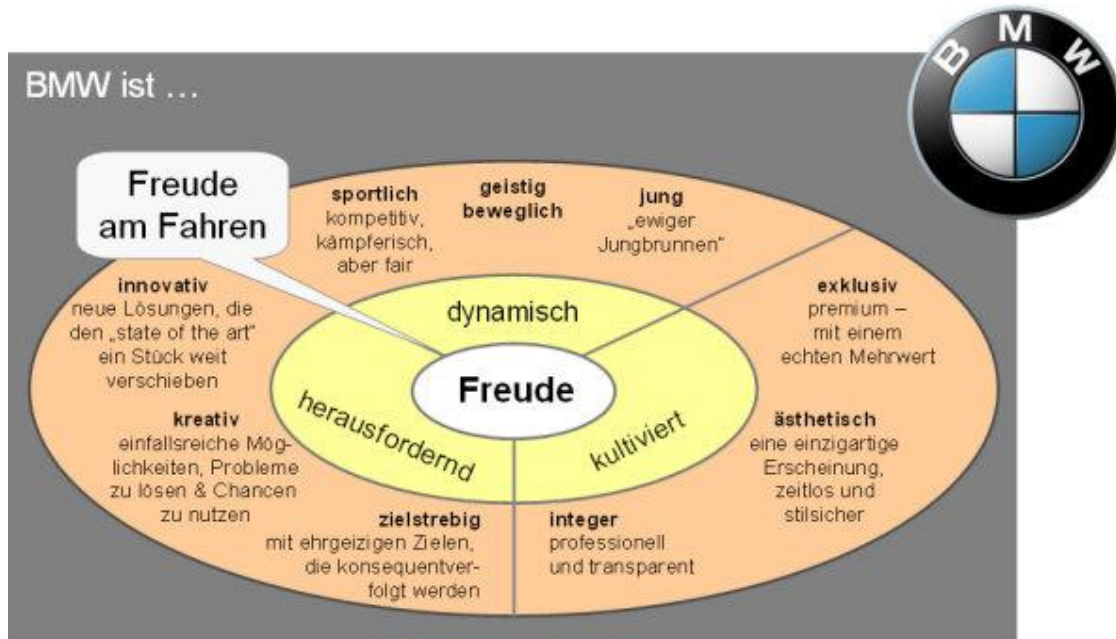 BMW
BMW ist ...
Freude
am Fahren
sportlich
kompetitiv,
kämpferisch,
aber fair
geistig
beweglich
jung
„ewiger
Jungbrunnen“
innovativ
neue Lösungen, die
den „state of the art“
ein Stück weit
verschieben
dynamisch
exklusiv
premium –
mit einem
echten Mehrwert
Freude
herausfordernd
kultiviert
kreativ
einfallsreiche Mög-
lichkeiten, Probleme
zu lösen & Chancen
zu nutzen
ästhetisch
eine einzigartige
Erscheinung,
zeitlos und
stilsicher
zielstrebig
mit ehrgeizigen Zielen,
die konsequentver-
folgt werden
integer
professionell
und transparent